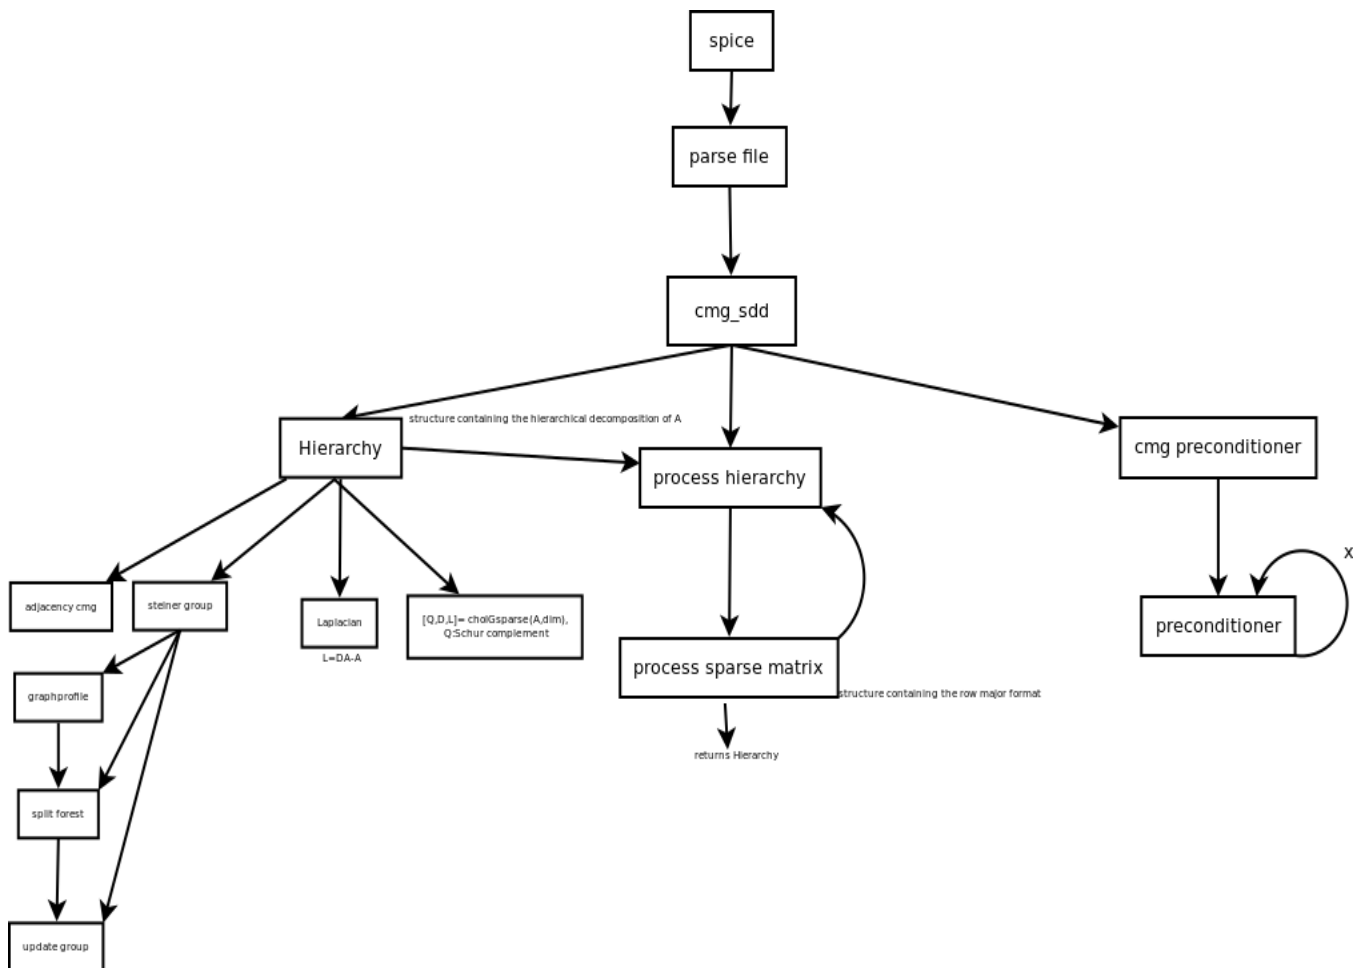 spice
parse file
cmg_sdd
structure containing the hierarchical decomposition of A
Hierarchy
cmg preconditioner
process hierarchy
x
adjacency cmg
steiner group
Laplacian
[Q,D,L]= cholGsparse(A,dim),
Q:Schur complement
preconditioner
L=DA-A
process sparse matrix
graphprofile
structure containing the row major format
returns Hierarchy
split forest
update group